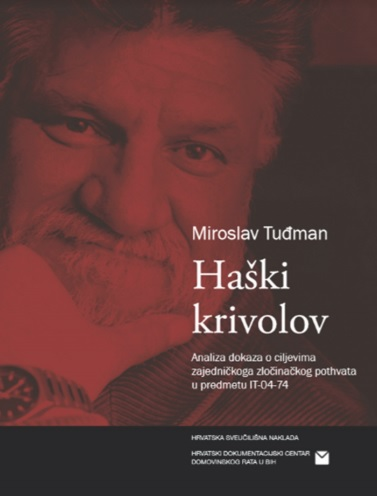 Miroslav Tuđman
Haški
krivolov
Analiza dokaza o ciljevima
zajedničkoga zločinačkog pothvata
u predmetu IT-04-74
HRVATSKA SVEUČILIŠNA NAKLADA
HRVATSKI DOKUMENTACIJSKI CENTAR
DOMOVINSKOG RATA U BIH